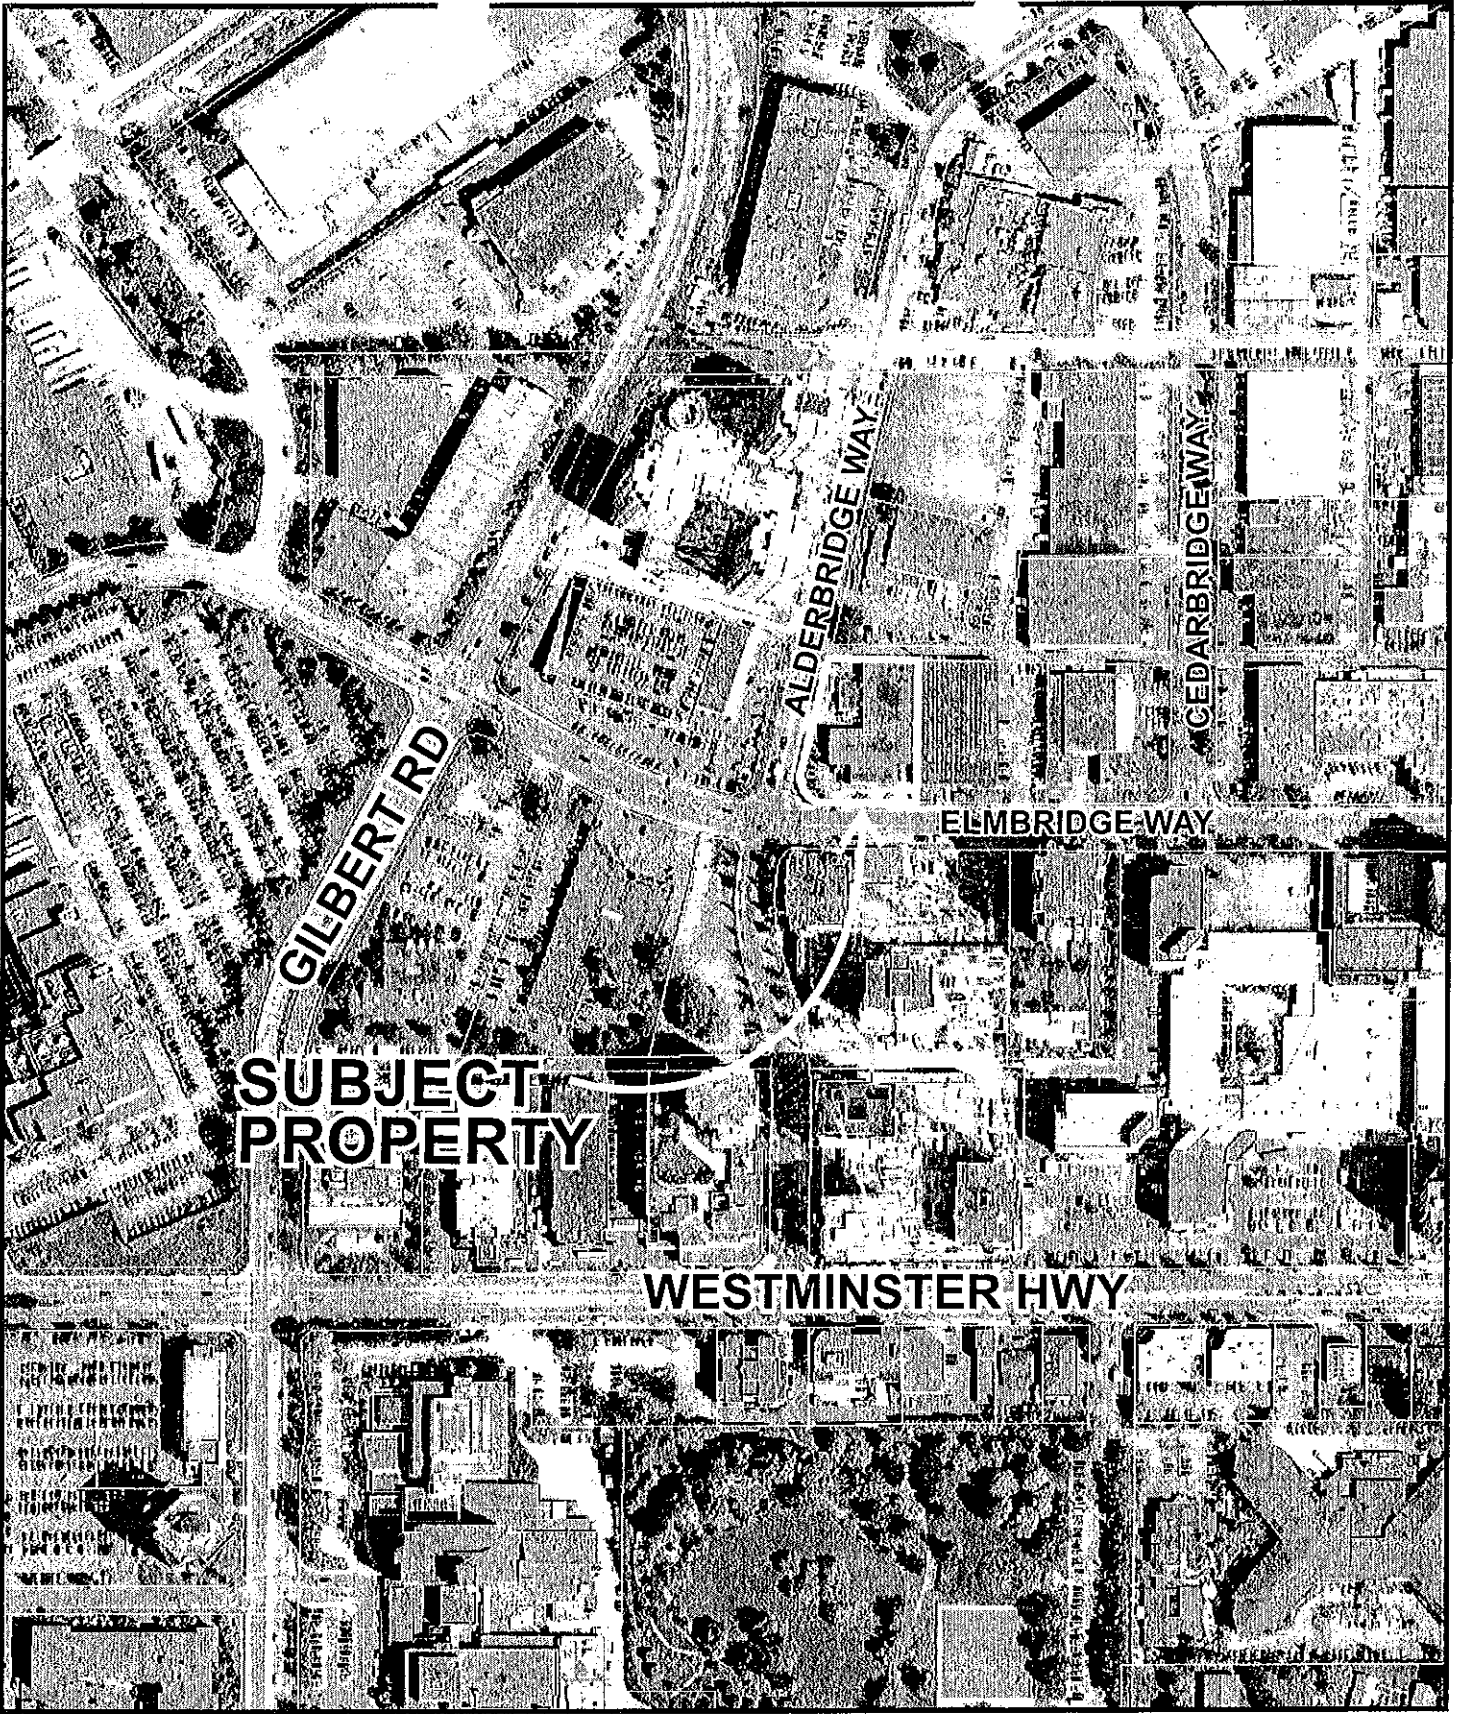 ALDERBRIDGE WAY
CEDARBRIDGE WAY
GILBERT RD
ELMBRIDGE WAY
SUBJECT
PROPERTY
WESTMINSTER HWY